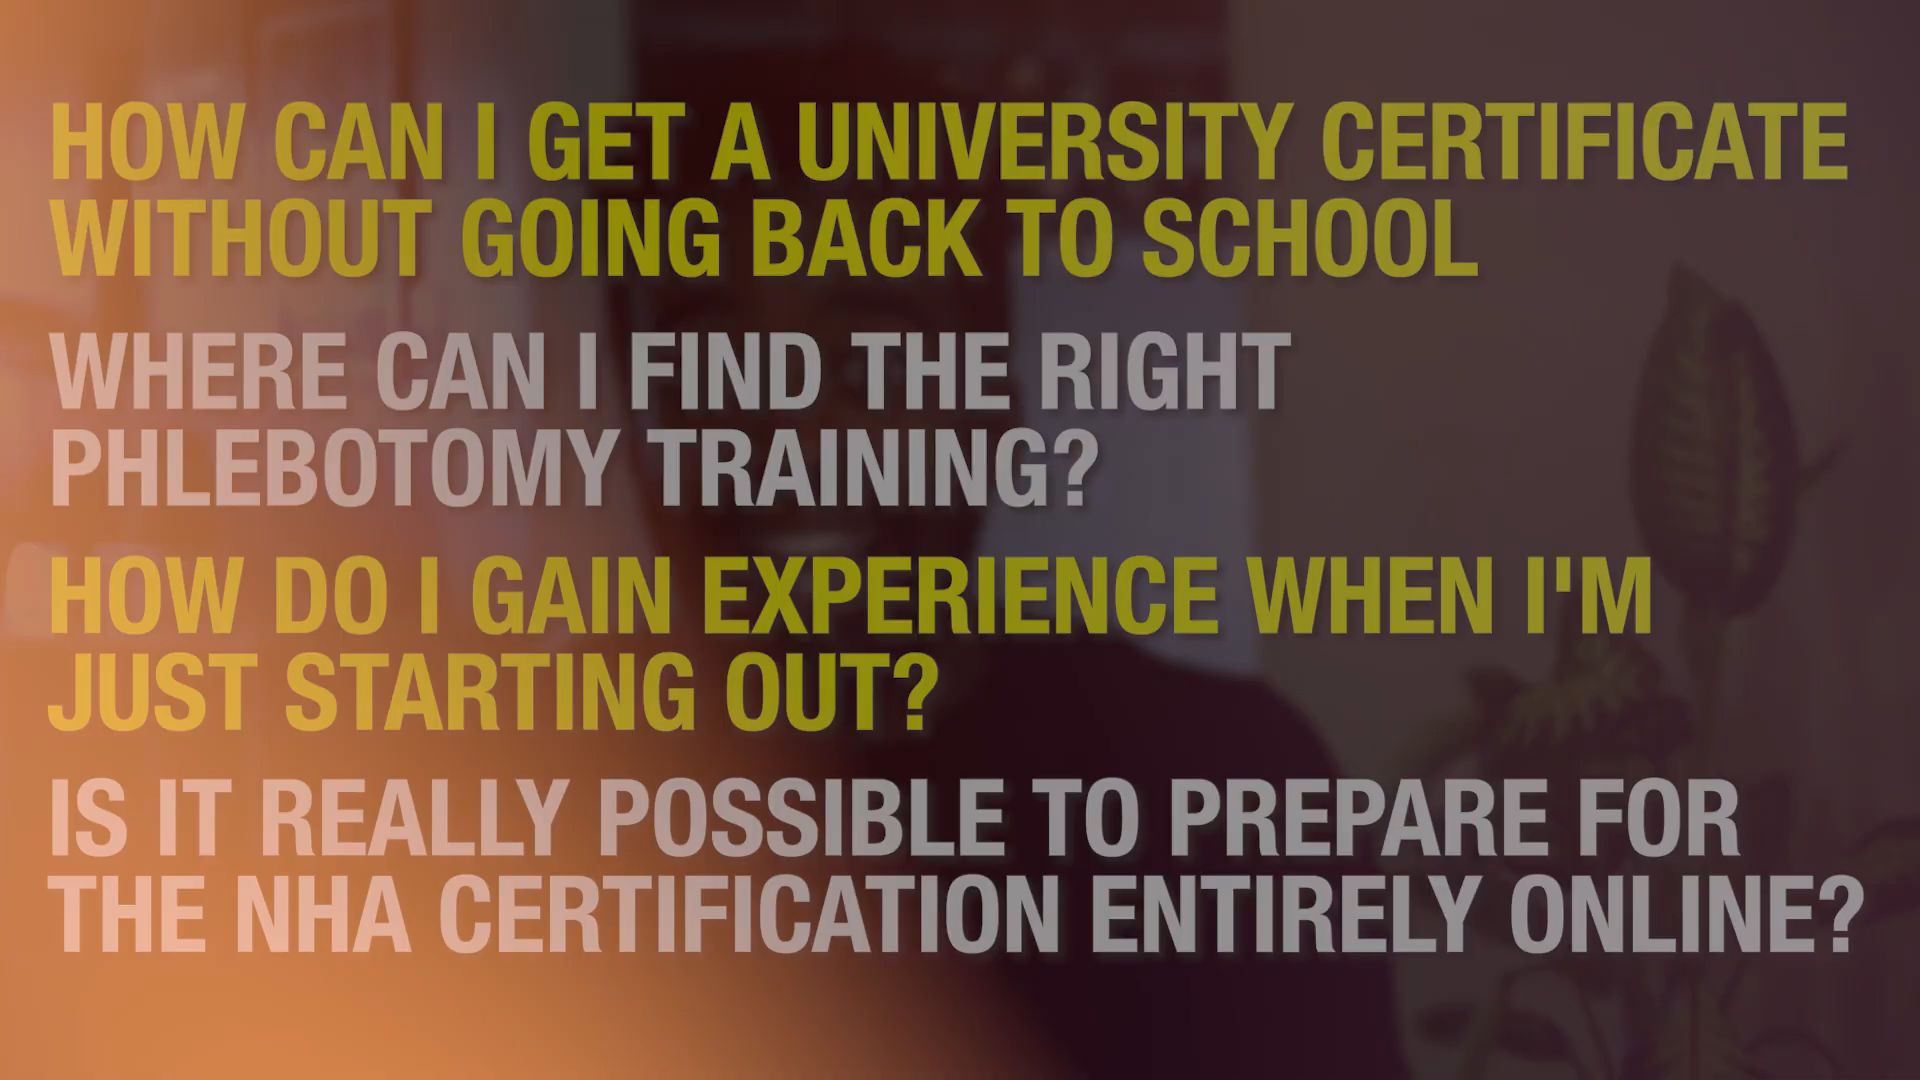 HOW CAN I GET A UNIVERSITY CERTIFICATE
WITHOUT GOING BACK TO SCHOOL
WHERE CAN I FIND THE RIGHT
PHLEBOTOMY TRAINING?
HOW DO I GAIN EXPERIENCE WHEN I'M
JUST STARTING OUT?
IS IT REALLY POSSIBLE TO PREPARE FOR
THE NHA CERTIFICATION ENTIRELY ONLINE?